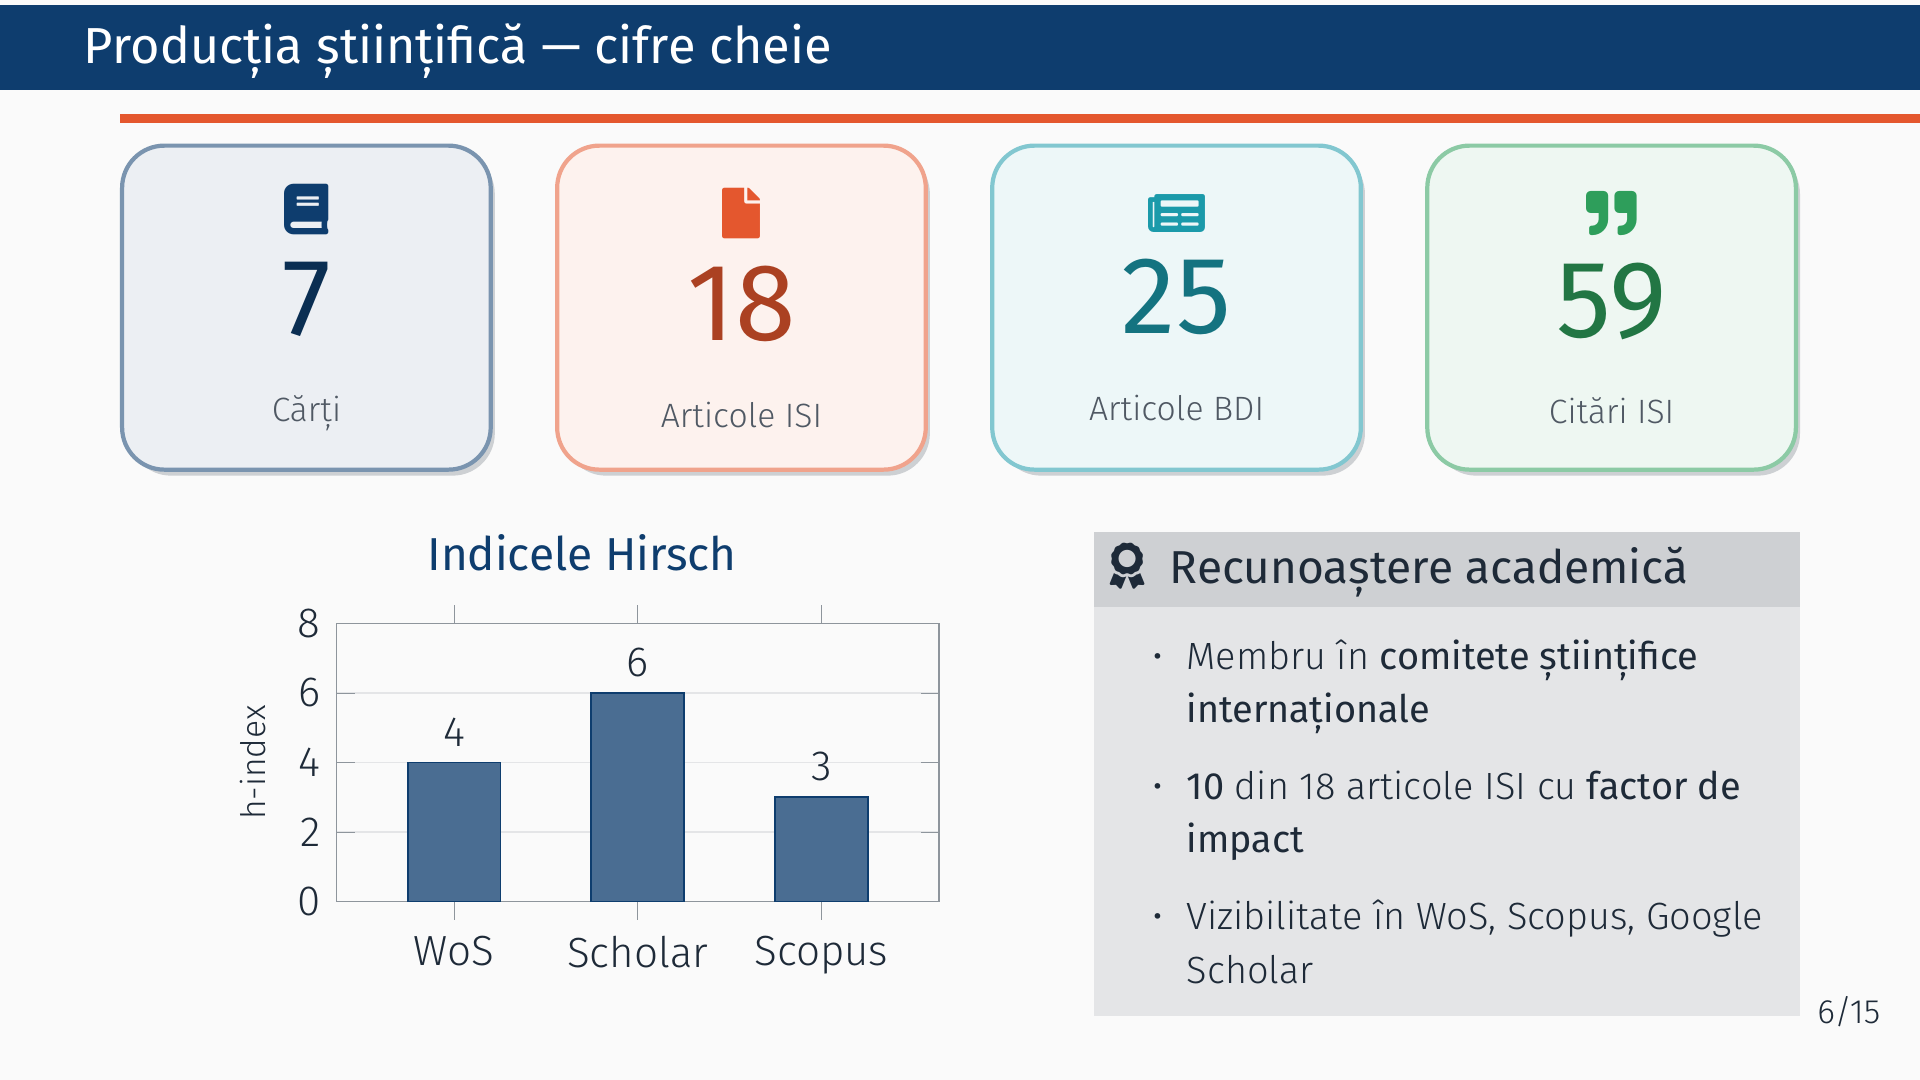 Producția științifică — cifre cheie
7
Cărți
18
Articole ISI
25
Articole BDI
59
Citări ISI
Indicele Hirsch
h-index
8
6
4
2
0
4
6
3
WoS
Scholar
Scopus
Recunoaștere academică
• Membru în comitete științifice
internaționale
• 10 din 18 articole ISI cu factor de
impact
• Vizibilitate în WoS, Scopus, Google
Scholar
6/15